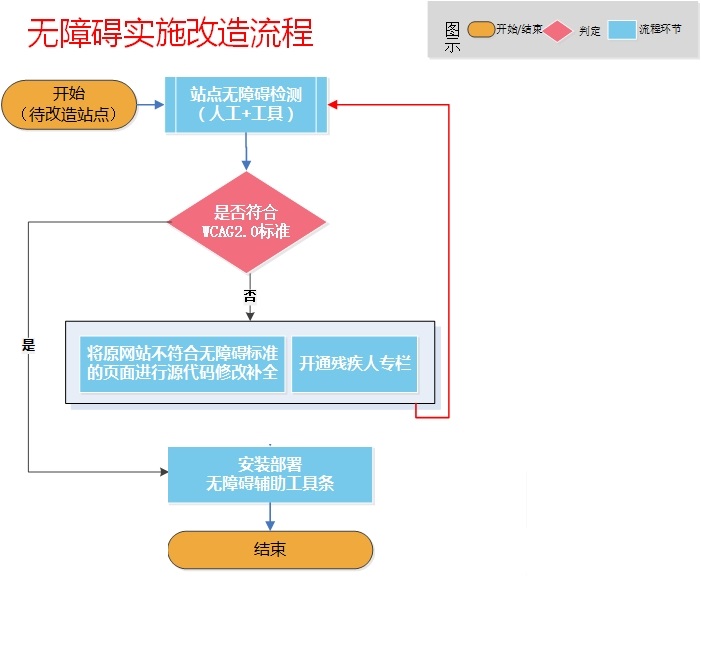 无障碍实施改造流程
图
示
开始/结束
判定
流程环节
开始
（待改造站点）
站点无障碍检测
（人工+工具）
是否符合
WCAG2.0标准
否
是
将原网站不符合无障碍标准
的页面进行源代码修改补全
开通残疾人专栏
安装部署
无障碍辅助工具条
结束